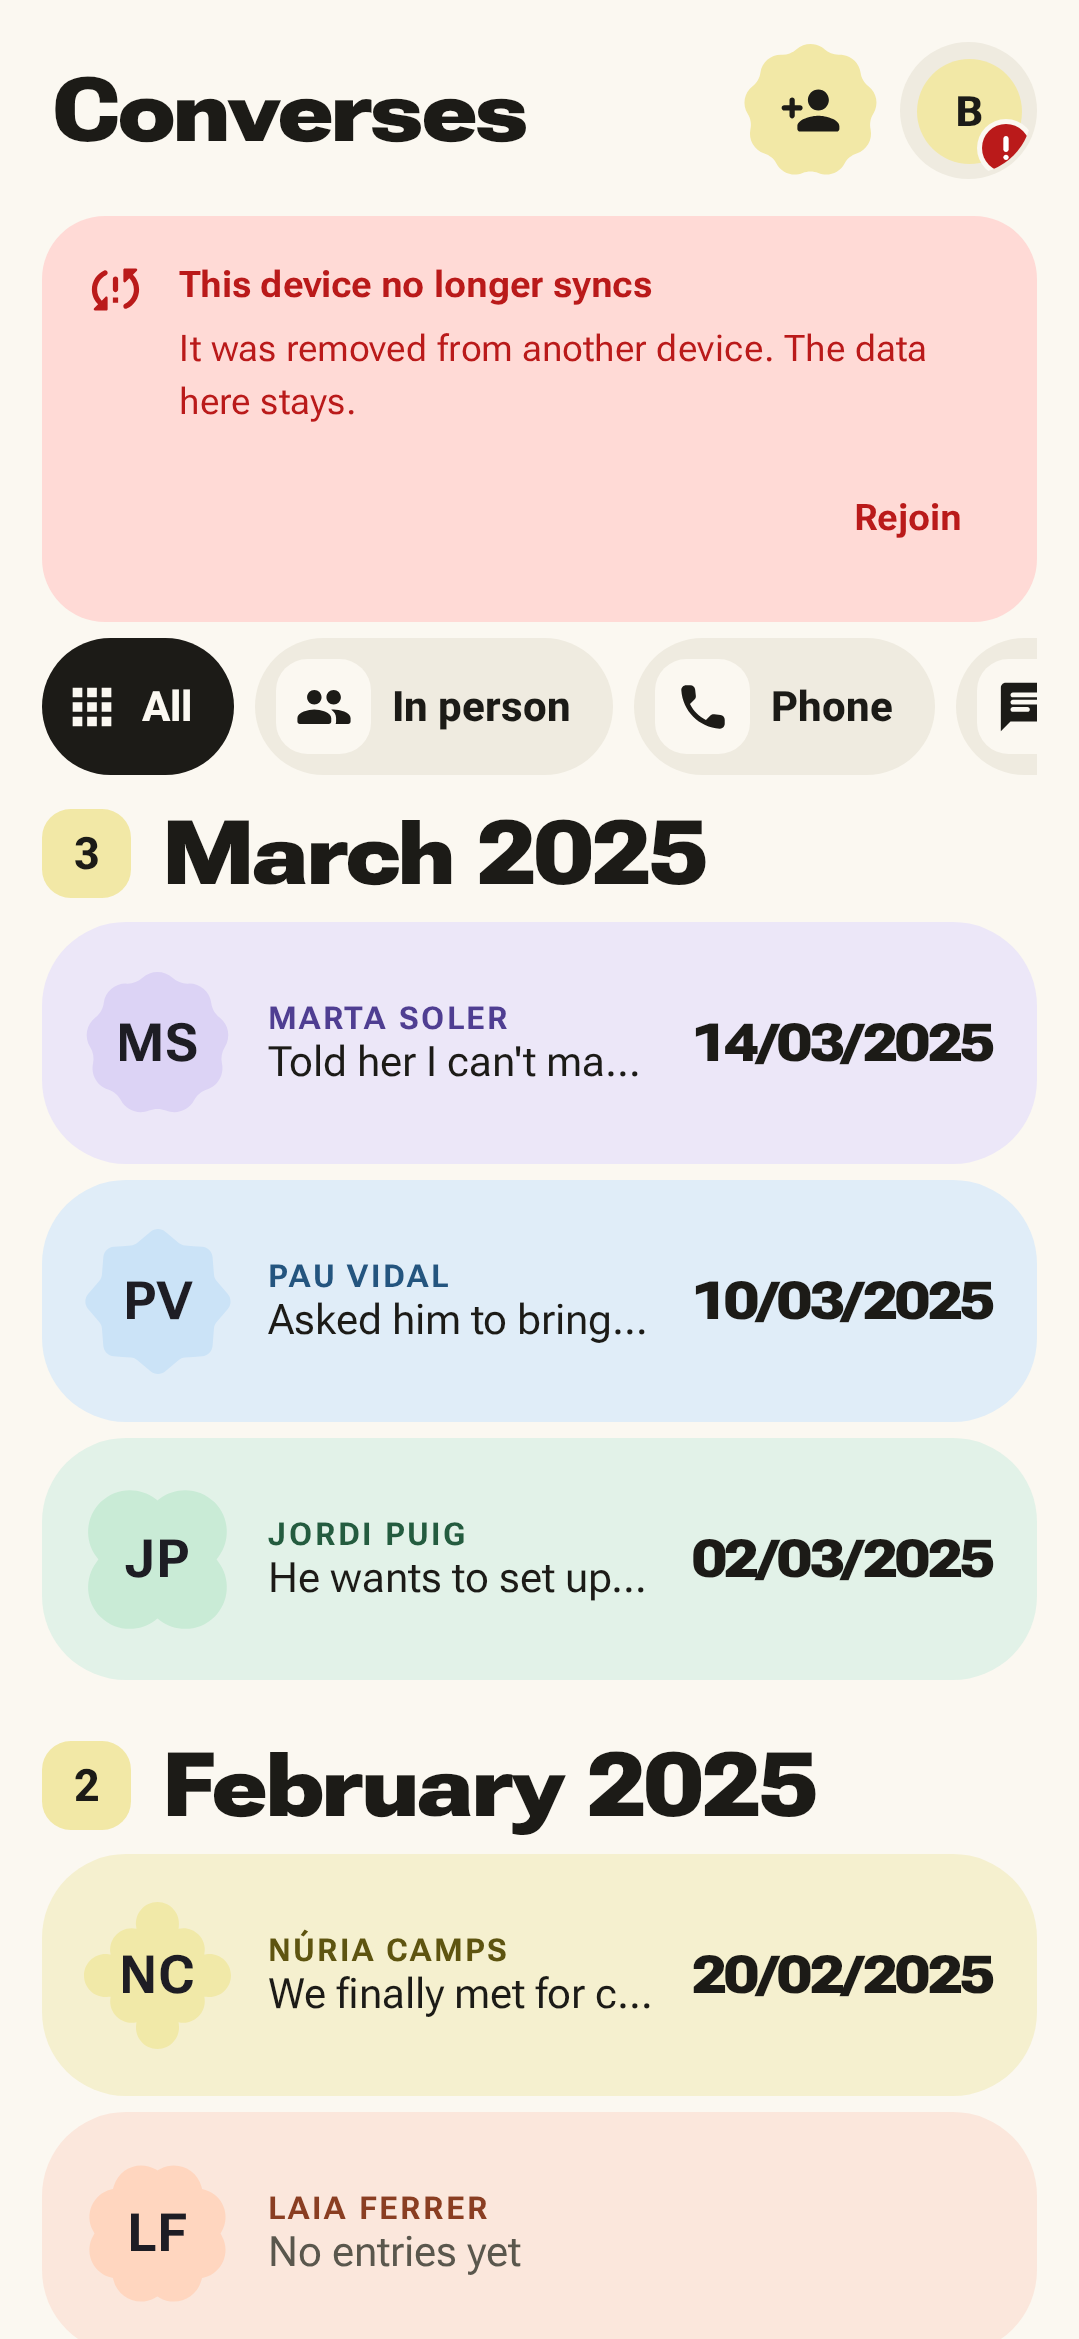 Converses
B
This device no longer syncs
It was removed from another device. The data
here stays.
Rejoin
All
In person
Phone
3
March 2025
MS
MARTA SOLER
Told her I can't ma...
14/03/2025
PV
PAU VIDAL
Asked him to bring...
10/03/2025
JP
JORDI PUIG
He wants to set up...
02/03/2025
2
February 2025
NC
NÚRIA CAMPS
We finally met for c...
20/02/2025
LF
LAIA FERRER
No entries yet